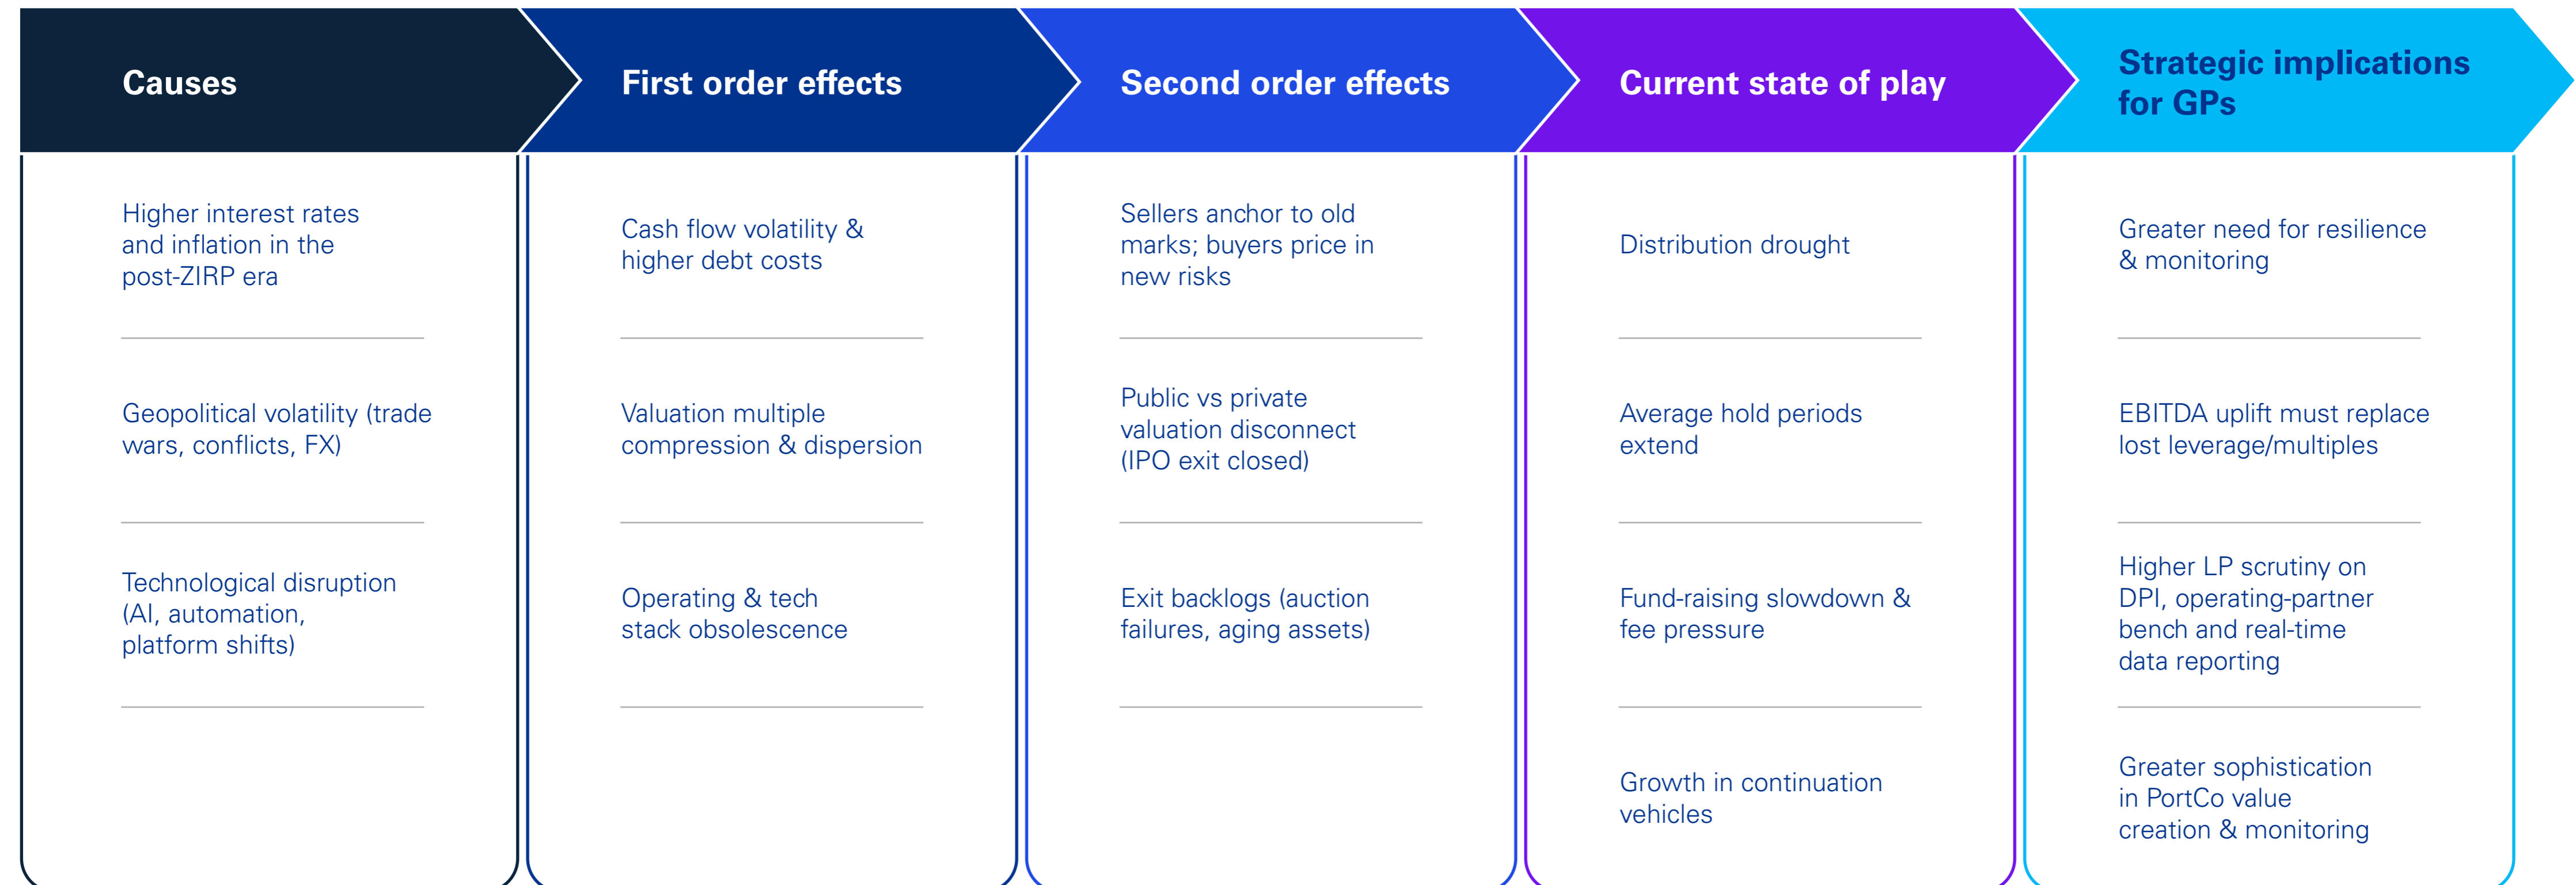 Causes
Higher interest rates
and inflation in the
post-ZIRP era
Geopolitical volatility (trade
wars, conflicts, FX)
Technological disruption
(AI, automation,
platform shifts)
First order effects
Cash flow volatility &
higher debt costs
Valuation multiple
compression & dispersion
Operating & tech
stack obsolescence
Second order effects
Sellers anchor to old
marks; buyers price in
new risks
Public vs private
valuation disconnect
(IPO exit closed)
Exit backlogs (auction
failures, aging assets)
Current state of play
Distribution drought
Average hold periods
extend
Fund-raising slowdown &
fee pressure
Growth in continuation
vehicles
Strategic implications
for GPs
Greater need for resilience
& monitoring
EBITDA uplift must replace
lost leverage/multiples
Higher LP scrutiny on
DPI, operating-partner
bench and real-time
data reporting
Greater sophistication
in PortCo value
creation & monitoring